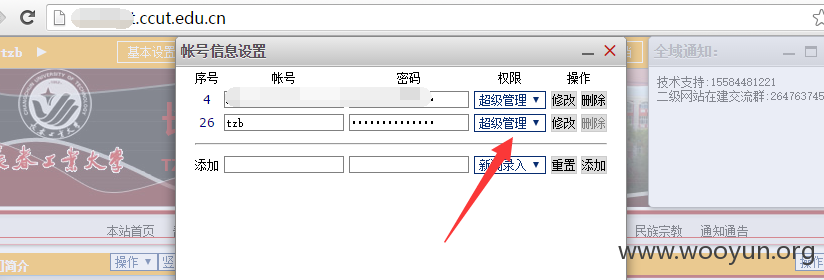 t.ccut.edu.cn
tzb ▶ 基本设置
帐号信息设置
全域通知:
序号 帐号 密码 权限 操作
4 超级管理 ▼ 修改 删除
26 tzb •••••••••••••• 超级管理 ▼ 修改 删除
添加 录入 ▼ 重置 添加
技术支持:15584481221
二级网站在建交流群:264763745
CHANGCHUN UNIVERSITY OF TECHNOLOGY
长春工业大学
本站首页 民族宗教 通知通告
简介 操作 ▼
www.wooyun.org